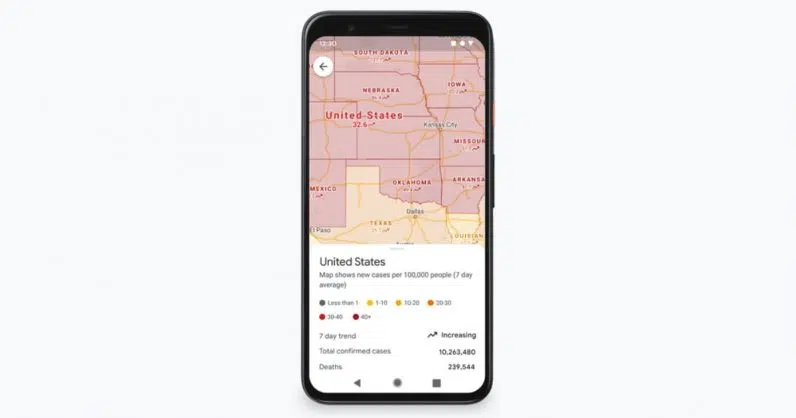 12:30
SOUTH DAKOTA
NEBRASKA
IOWA
United States
32.6
Kansas City
MISSOUR
MEXICO
OKLAHOMA
ARKANSA
Dallas
TEXAS
El Paso
LOUISIAN
Austin
United States
Map shows new cases per 100,000 people (7 day
average)
Less than 1 1-10 10-20 20-30
30-40 40+
7 day trend Increasing
Total confirmed cases 10,263,480
Deaths 239,544